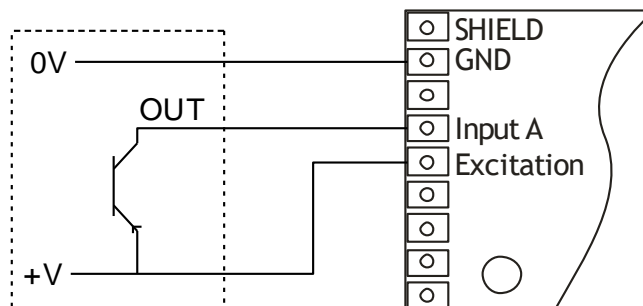 SHIELD
0V
GND
OUT
Input A
Excitation
+V